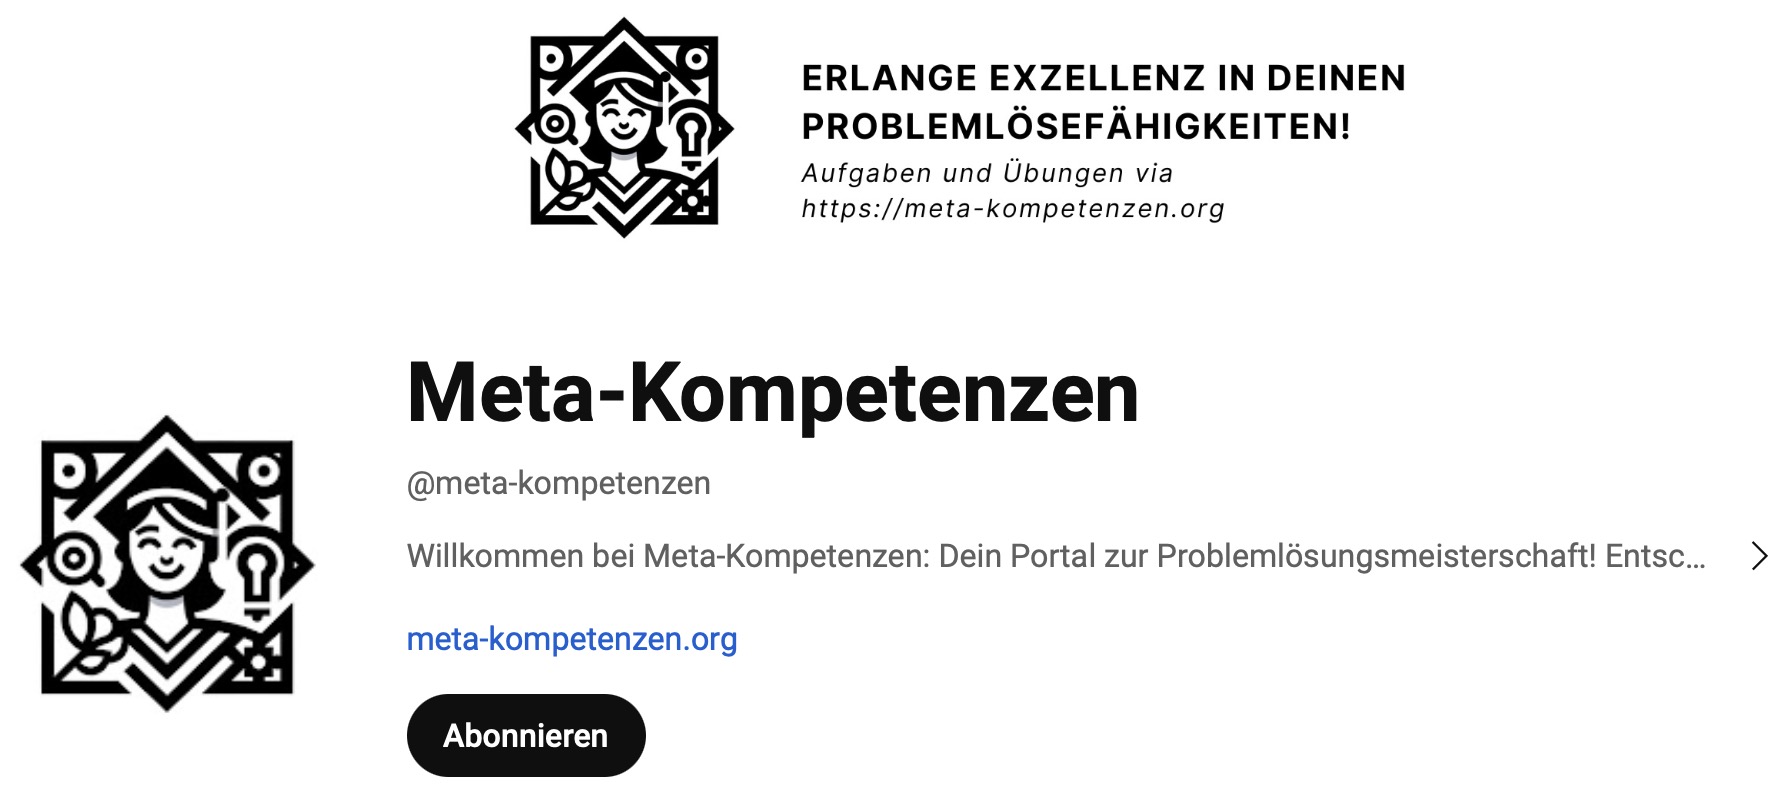 ERLANGE EXZELLENZ IN DEINEN
PROBLEMLÖSEFÄHIGKEITEN!
Aufgaben und Übungen via
https://meta-kompetenzen.org
Meta-Kompetenzen
@meta-kompetenzen
Willkommen bei Meta-Kompetenzen: Dein Portal zur Problemlösungsmeisterschaft! Entsc...
meta-kompetenzen.org
Abonnieren